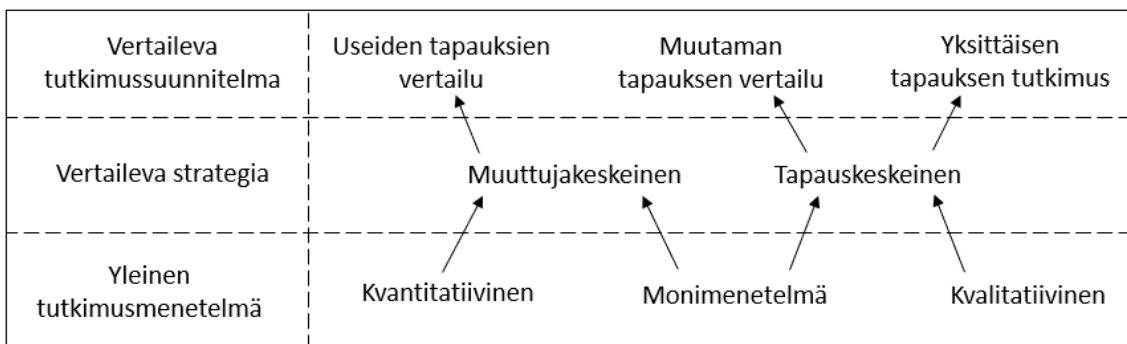 Vertaileva
tutkimussuunnitelma
Useiden tapauksien
vertailu
Muutaman
tapauksen vertailu
Yksittäisen
tapauksen tutkimus
Vertaileva strategia
Muuttujakeskeinen
Tapauskeskeinen
Yleinen
tutkimusmenetelmä
Kvantitatiivinen
Monimenetelmä
Kvalitatiivinen